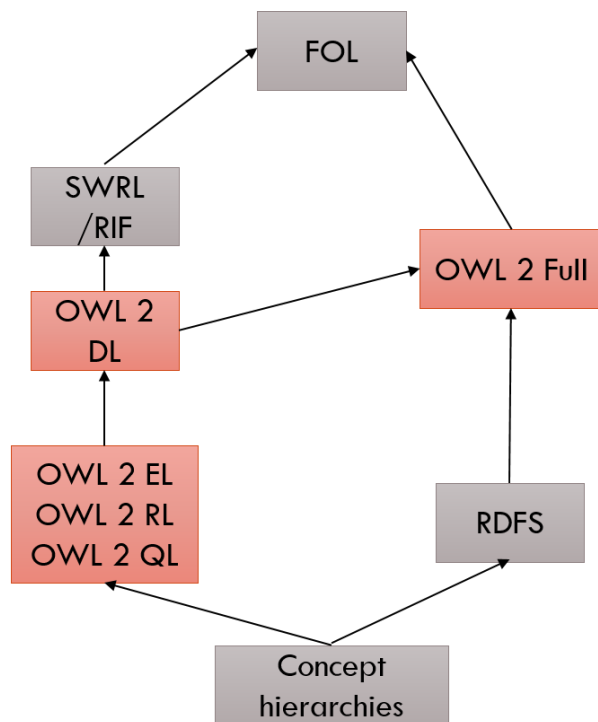 FOL
SWRL
/RIF
OWL 2 Full
OWL 2
DL
OWL 2 EL
OWL 2 RL
OWL 2 QL
RDFS
Concept
hierarchies